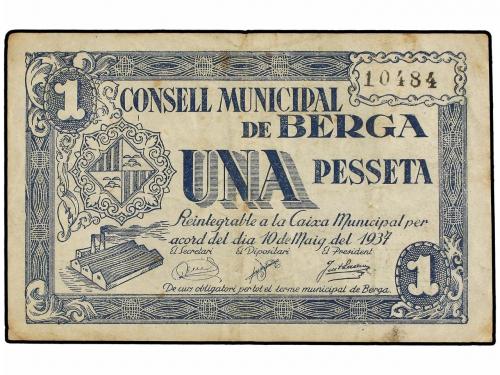 10484
1
CONSELL MUNICIPAL
DE BERGA
UNA PESSETA
Reintegrable a la Caixa Municipal per
acord del dia 10 de Maig del 1937
El Secretari El Dipositari El President
De curs obligatori per tot el terme municipal de Berga.
1